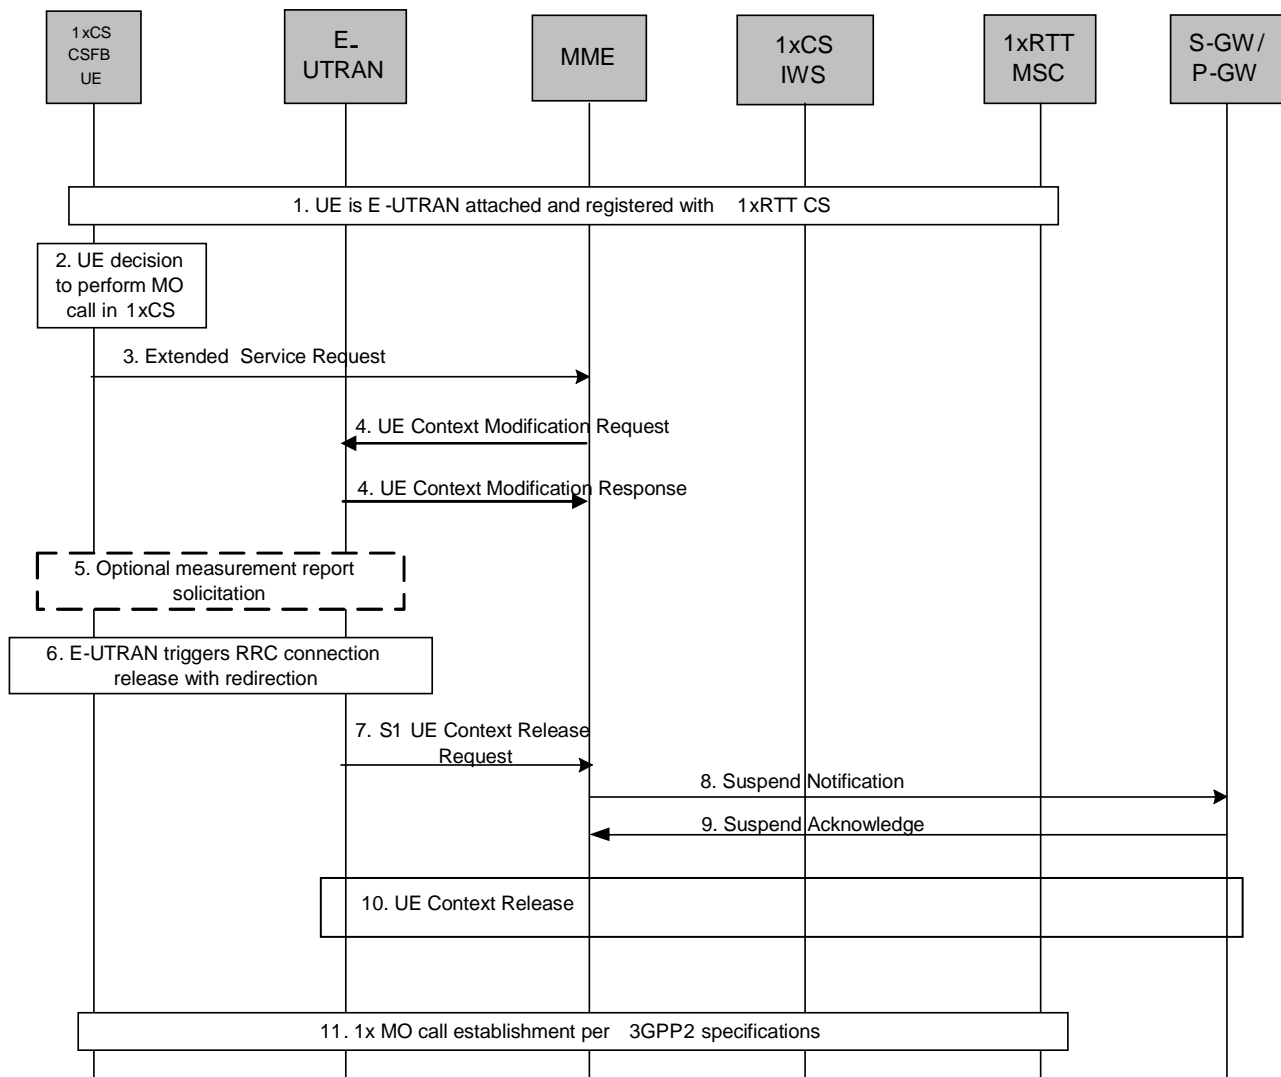 1xCS
CSFB
UE
E-
UTRAN
MME
1xCS
IWS
1xRTT
MSC
S-GW/
P-GW
1. UE is E-UTRAN attached and registered with 1xRTT CS
2. UE decision
to perform MO
call in 1xCS
3. Extended Service Request
4. UE Context Modification Request
4. UE Context Modification Response
5. Optional measurement report
solicitation
6. E-UTRAN triggers RRC connection
release with redirection
7. S1 UE Context Release
Request
8. Suspend Notification
9. Suspend Acknowledge
10. UE Context Release
11. 1x MO call establishment per 3GPP2 specifications